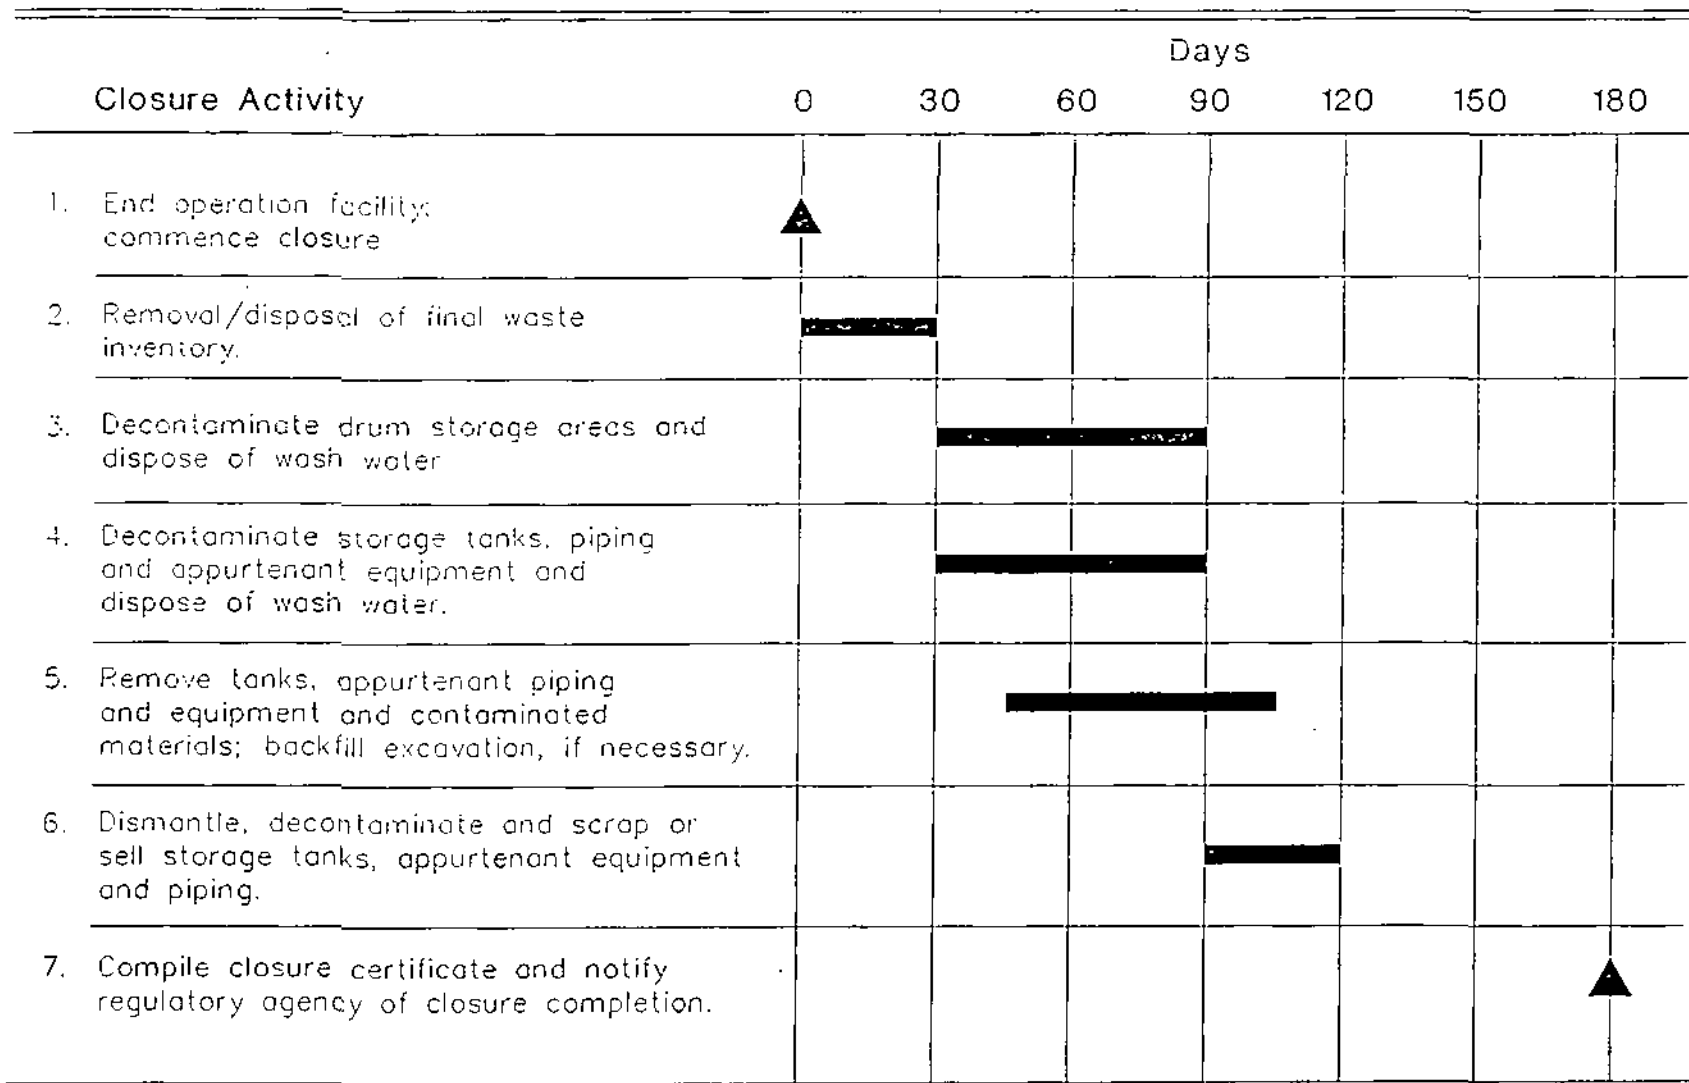 Days
Closure Activity 0 30 60 90 120 150 180
1. End operation facility;
commence closure
2. Removal/disposal of final waste
inventory.
3. Decontaminate drum storage areas and
dispose of wash water
4. Decontaminate storage tanks, piping
and appurtenant equipment and
dispose of wash water.
5. Remove tanks, appurtenant piping
and equipment and contaminated
materials; backfill excavation, if necessary.
6. Dismantle, decontaminate and scrap or
sell storage tanks, appurtenant equipment
and piping.
7. Compile closure certificate and notify
regulatory agency of closure completion.